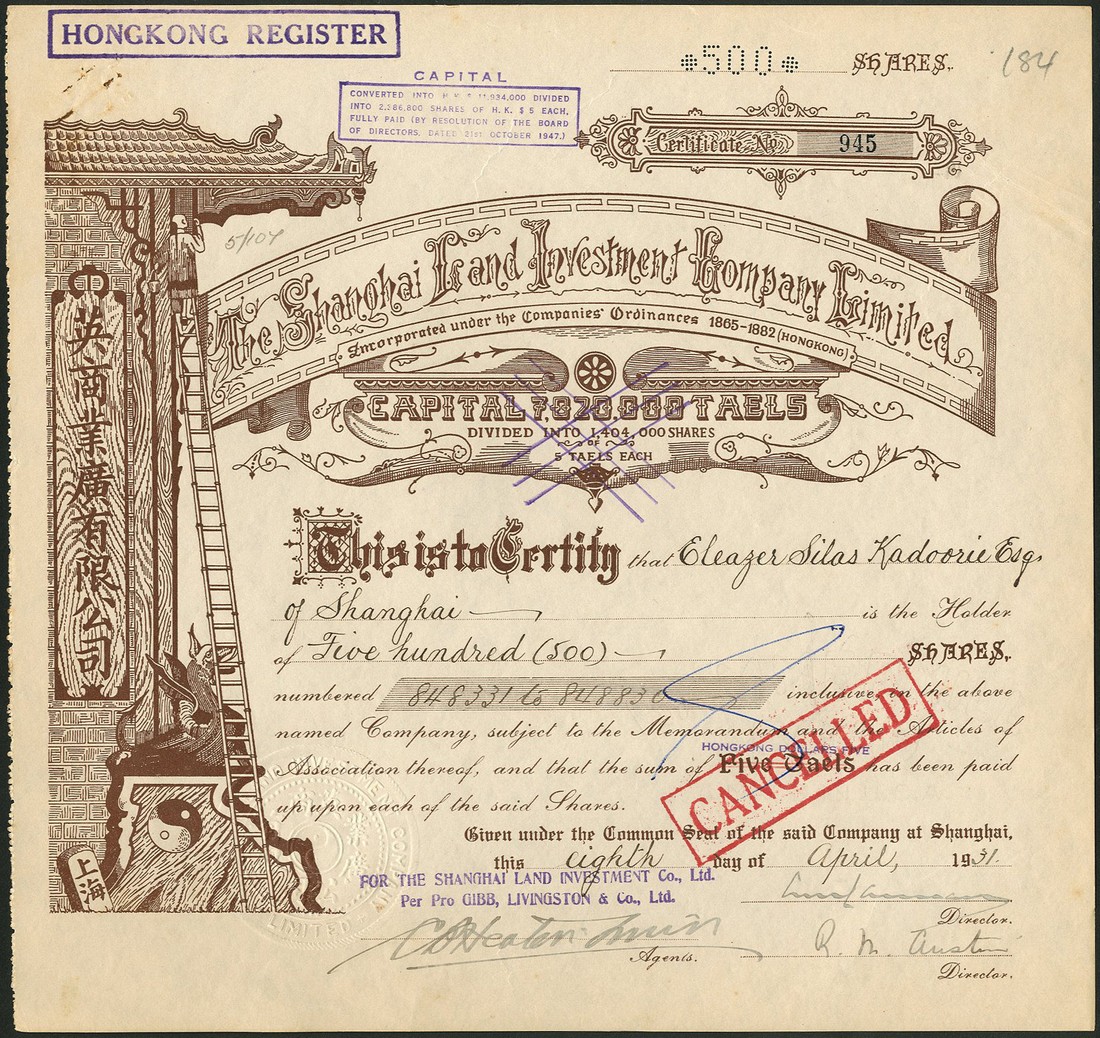 HONGKONG REGISTER
500 SHARES.
184
CAPITAL
CONVERTED INTO H.K. $ 11,934,000 DIVIDED
INTO 2,286,800 SHARES OF H.K. $ 5 EACH,
FULLY PAID (BY RESOLUTION OF THE BOARD
OF DIRECTORS. DATED 21ST OCTOBER 1947.)
Certificate No 945
5/104
The Shanghai Land Investment Company Limited.
Incorporated under the Companies' Ordinances 1865-1882 (HONGKONG)
CAPITAL 7,020,000 TAELS
DIVIDED INTO 1,404,000 SHARES
OF
5 TAELS EACH
英商業廣有限公司
上海
This is to Certify that Eleazer Silas Kadoorie Esq.
of Shanghai is the Holder
of Five hundred (500) SHARES.
numbered 848331 to 848830 inclusive in the above
named Company, subject to the Memorandum and the Articles of
HONGKONG DOLLARS FIVE
Association thereof, and that the sum of Five Taels has been paid
up upon each of the said Shares.
CANCELLED
Given under the Common Seal of the said Company at Shanghai,
this eighth day of April, 1931.
FOR THE SHANGHAI LAND INVESTMENT Co., Ltd.
Per Pro GIBB, LIVINGSTON & Co., Ltd.
Director.
R. M. Austin
Agents.
Director.
LIMITED